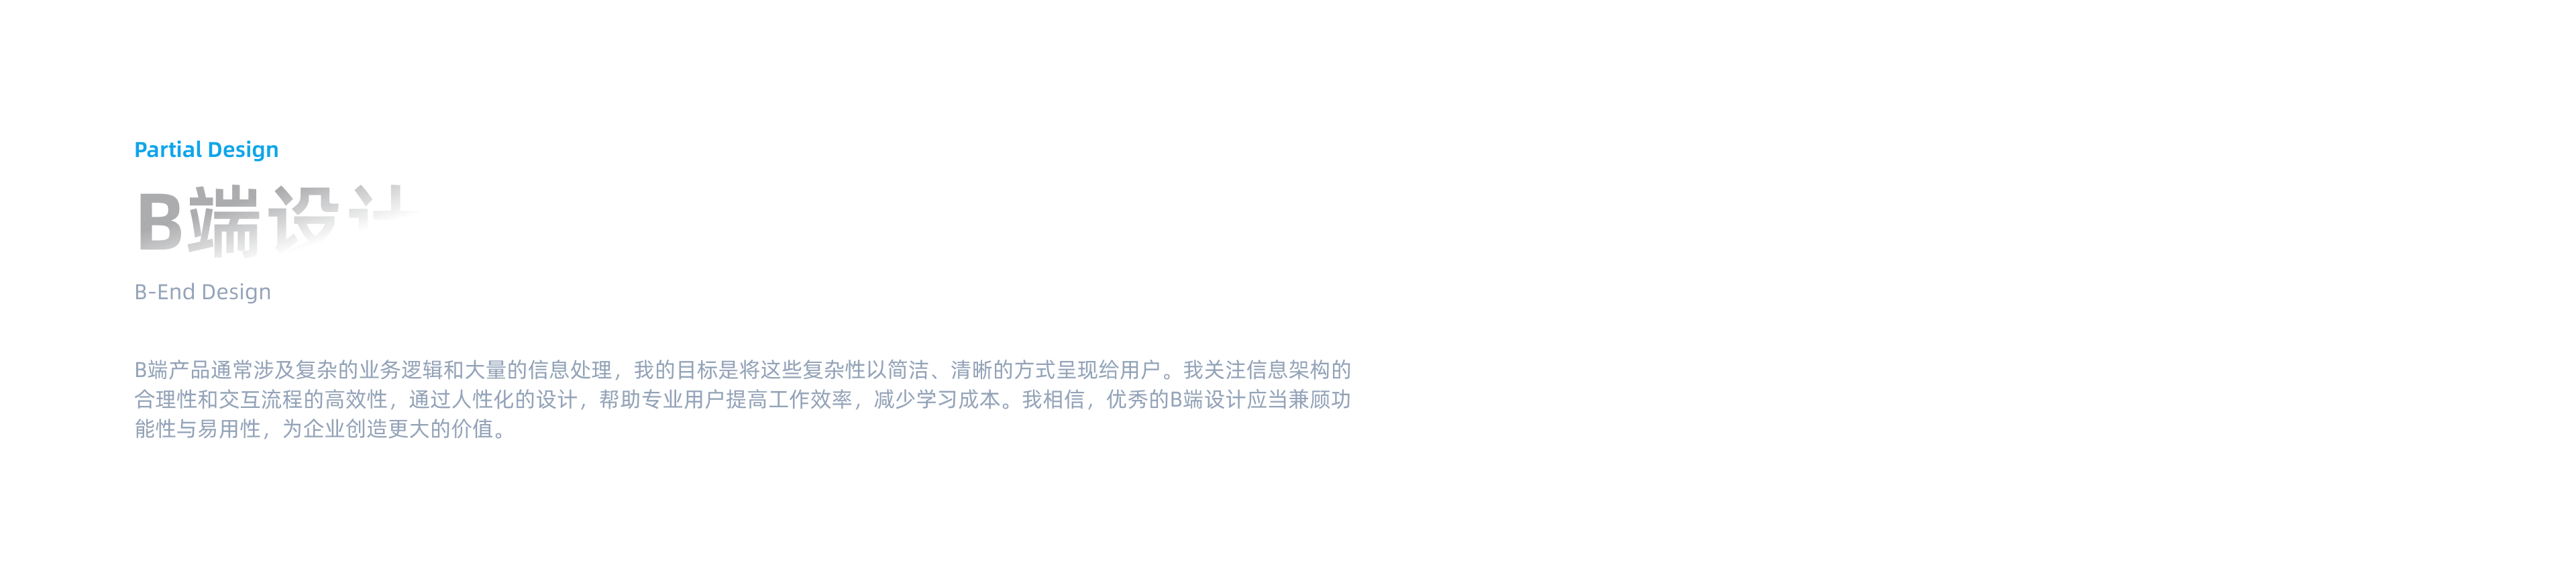 Partial Design
B端设计
B-End Design
B端产品通常涉及复杂的业务逻辑和大量的信息处理，我的目标是将这些复杂性以简洁、清晰的方式呈现给用户。我关注信息架构的
合理性和交互流程的高效性，通过人性化的设计，帮助专业用户提高工作效率，减少学习成本。我相信，优秀的B端设计应当兼顾功
能性与易用性，为企业创造更大的价值。